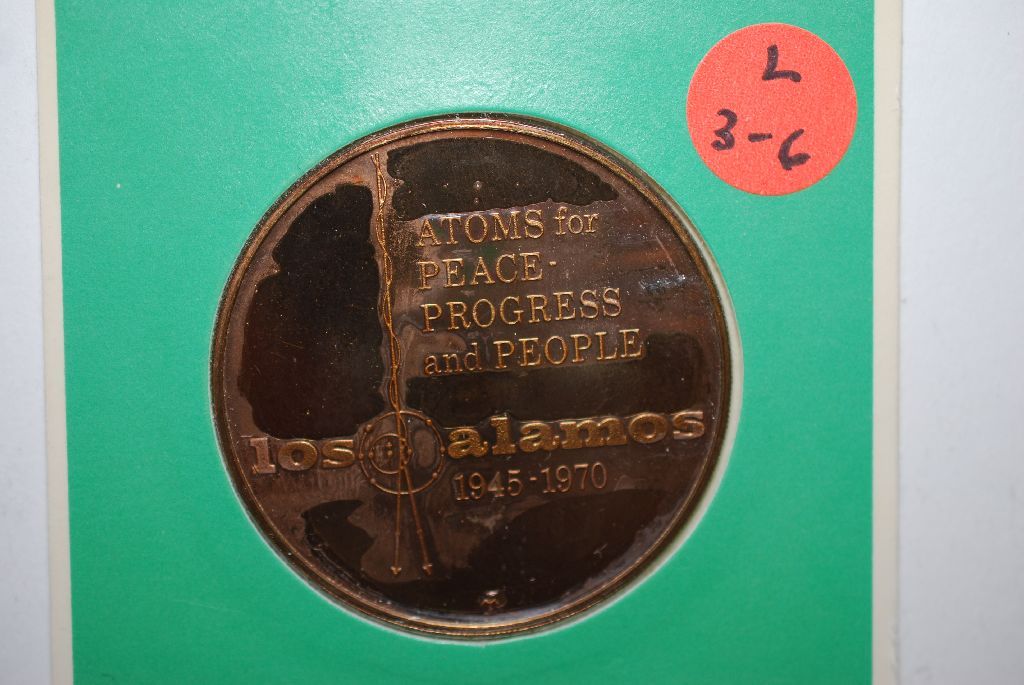 L
3-6
ATOMS for
PEACE-
PROGRESS
and PEOPLE
los alamos
1945-1970